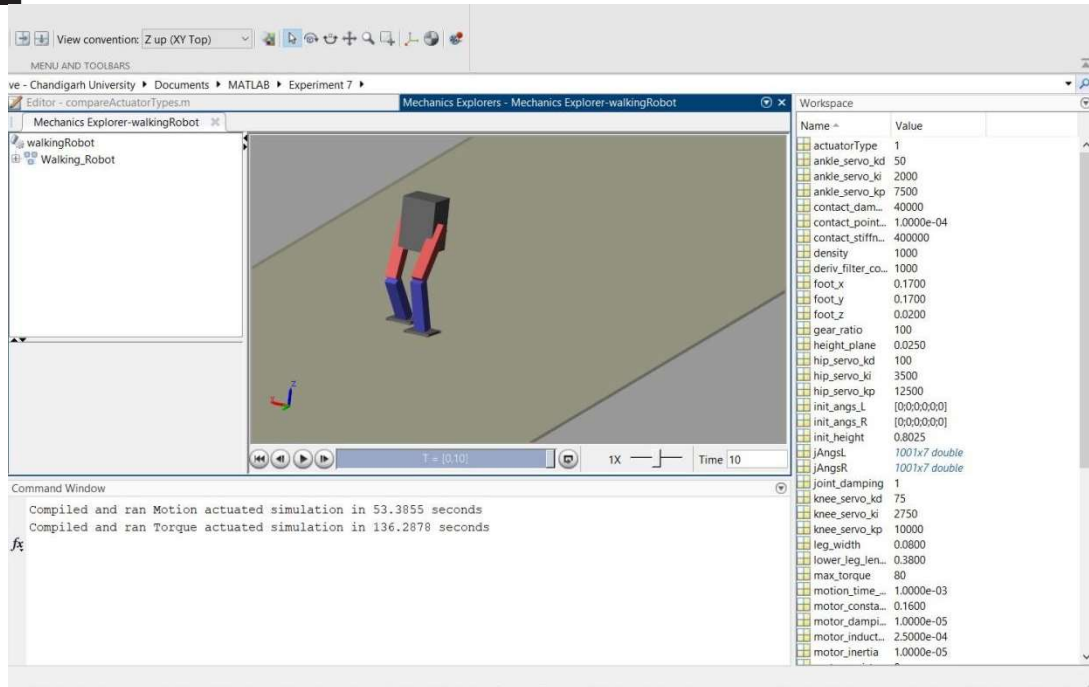 View convention: Z up (XY Top)
MENU AND TOOLBARS
ve - Chandigarh University ▸ Documents ▸ MATLAB ▸ Experiment 7 ▸
Editor - compareActuatorTypes.m
Mechanics Explorers - Mechanics Explorer-walkingRobot
Mechanics Explorer-walkingRobot
walkingRobot
Walking_Robot
z
x
T = [0,10]
1X
Time 10
Command Window
Compiled and ran Motion actuated simulation in 53.3855 seconds
Compiled and ran Torque actuated simulation in 136.2878 seconds
fx
Workspace
Name Value
actuatorType 1
ankle_servo_kd 50
ankle_servo_ki 2000
ankle_servo_kp 7500
contact_dam... 40000
contact_point... 1.0000e-04
contact_stiffn... 400000
density 1000
deriv_filter_co... 1000
foot_x 0.1700
foot_y 0.1700
foot_z 0.0200
gear_ratio 100
height_plane 0.0250
hip_servo_kd 100
hip_servo_ki 3500
hip_servo_kp 12500
init_angs_L [0;0;0;0;0;0]
init_angs_R [0;0;0;0;0;0]
init_height 0.8025
jAngsL 1001x7 double
jAngsR 1001x7 double
joint_damping 1
knee_servo_kd 75
knee_servo_ki 2750
knee_servo_kp 10000
leg_width 0.0800
lower_leg_len... 0.3800
max_torque 80
motion_time_... 1.0000e-03
motor_consta... 0.1600
motor_dampi... 1.0000e-05
motor_induct... 2.5000e-04
motor_inertia 1.0000e-05